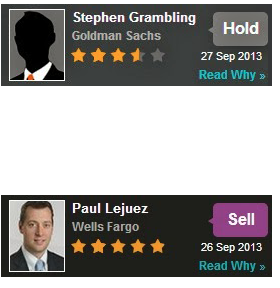 Stephen Grambling
Hold
Goldman Sachs
27 Sep 2013
Read Why »
Paul Lejuez
Sell
Wells Fargo
26 Sep 2013
Read Why »